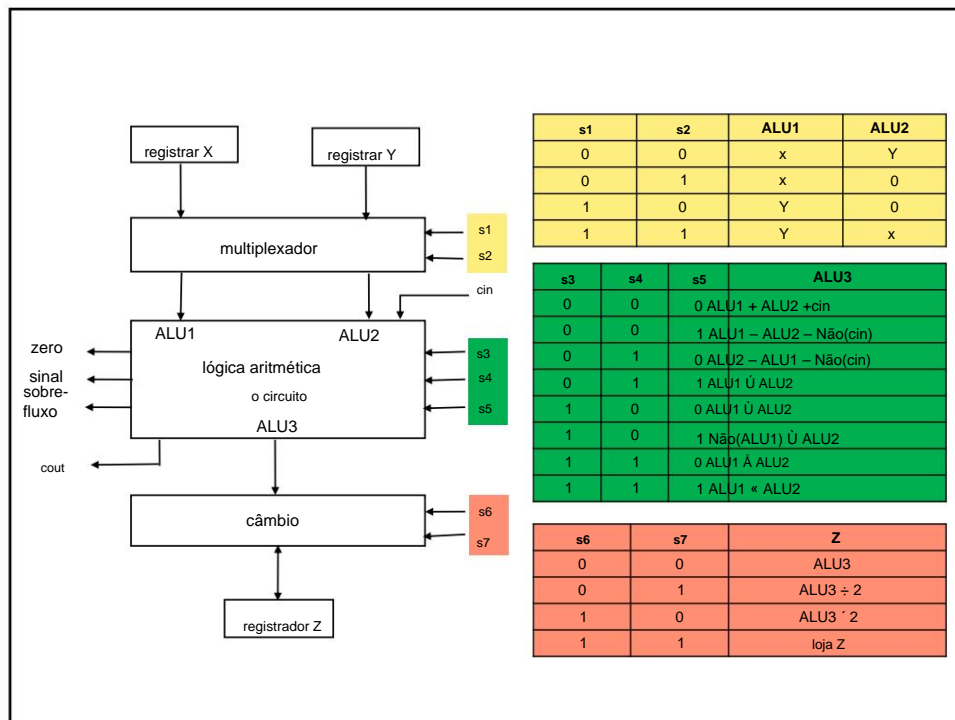 registrar X
registrar Y
multiplexador
s1
s2
cin
ALU1
ALU2
zero
sinal
sobre-
fluxo
lógica aritmética
o circuito
ALU3
s3
s4
s5
cout
câmbio
s6
s7
registrador Z
s1 s2 ALU1 ALU2
0 0 x Y
0 1 x 0
1 0 Y 0
1 1 Y x
s3 s4 s5 ALU3
0 0 0 ALU1 + ALU2 +cin
0 0 1 ALU1 – ALU2 – Não(cin)
0 1 0 ALU2 – ALU1 – Não(cin)
0 1 1 ALU1 Ú ALU2
1 0 0 ALU1 Ù ALU2
1 0 1 Não(ALU1) Ù ALU2
1 1 0 ALU1 Å ALU2
1 1 1 ALU1 « ALU2
s6 s7 Z
0 0 ALU3
0 1 ALU3 ÷ 2
1 0 ALU3 ´ 2
1 1 loja Z